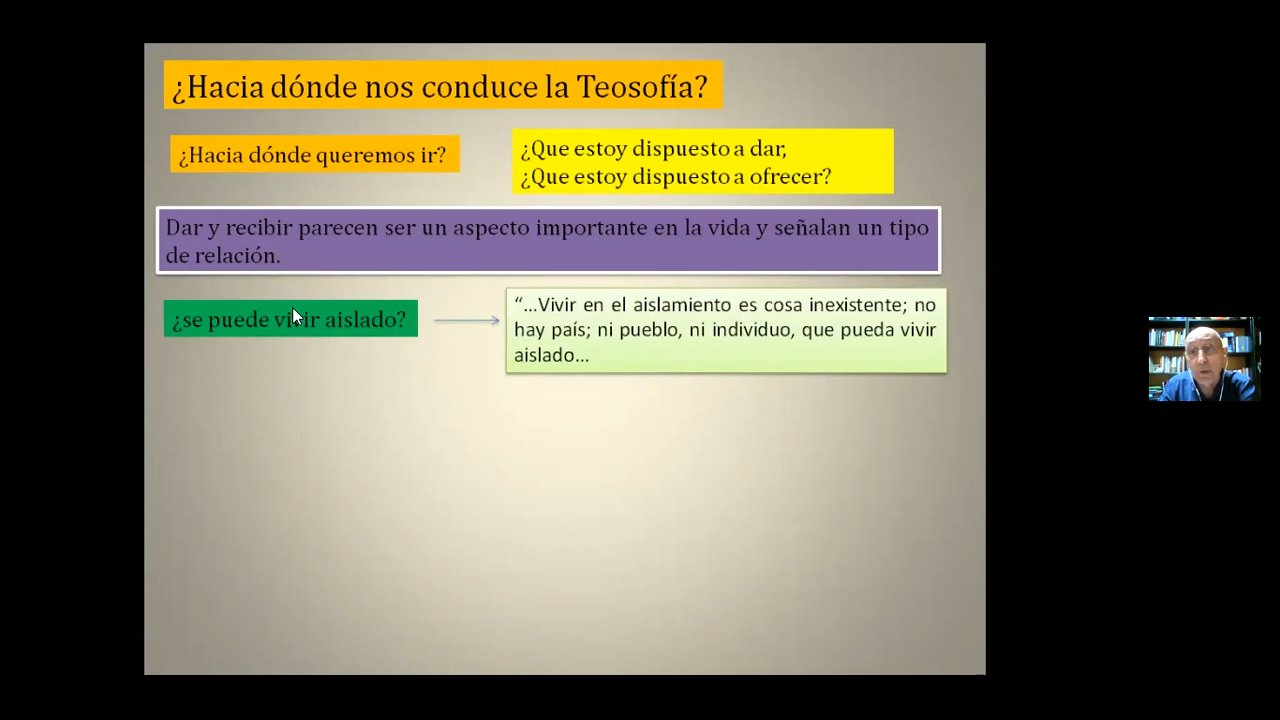 ¿Hacia dónde nos conduce la Teosofía?
¿Hacia dónde queremos ir?
¿Que estoy dispuesto a dar,
¿Que estoy dispuesto a ofrecer?
Dar y recibir parecen ser un aspecto importante en la vida y señalan un tipo
de relación.
¿se puede vivir aislado?
“...Vivir en el aislamiento es cosa inexistente; no
hay país; ni pueblo, ni individuo, que pueda vivir
aislado...